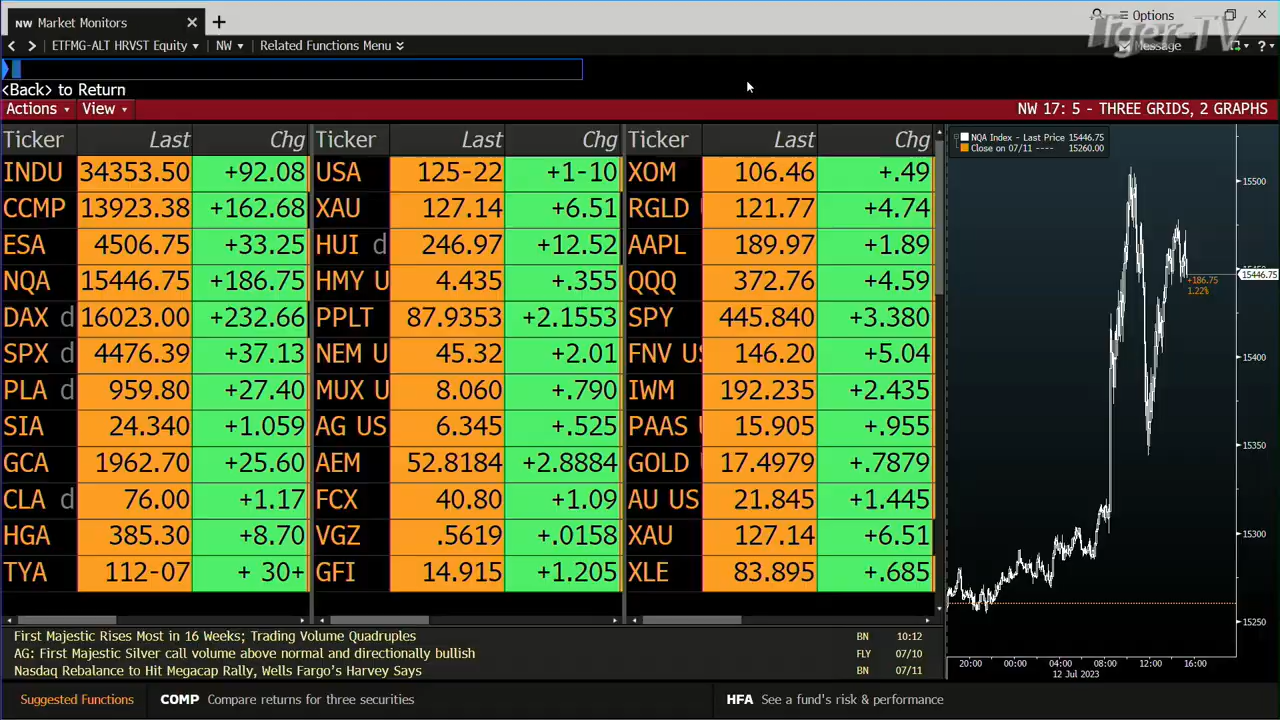 NW Market Monitors
Options
Tiger-TV
ETFMG-ALT HRVST Equity NW Related Functions Menu
Message
?
<Back> to Return
Actions View NW 17: 5 - THREE GRIDS, 2 GRAPHS
Ticker Last Chg Ticker Last Chg Ticker Last Chg
INDU 34353.50 +92.08 USA 125-22 +1-10 XOM 106.46 +.49
CCMP 13923.38 +162.68 XAU 127.14 +6.51 RGLD 121.77 +4.74
ESA 4506.75 +33.25 HUI d 246.97 +12.52 AAPL 189.97 +1.89
NQA 15446.75 +186.75 HMY U 4.435 +.355 QQQ 372.76 +4.59
DAX d 16023.00 +232.66 PPLT 87.9353 +2.1553 SPY 445.840 +3.380
SPX d 4476.39 +37.13 NEM U 45.32 +2.01 FNV US 146.20 +5.04
PLA d 959.80 +27.40 MUX U 8.060 +.790 IWM 192.235 +2.435
SIA 24.340 +1.059 AG US 6.345 +.525 PAAS 15.905 +.955
GCA 1962.70 +25.60 AEM 52.8184 +2.8884 GOLD 17.4979 +.7879
CLA d 76.00 +1.17 FCX 40.80 +1.09 AU US 21.845 +1.445
HGA 385.30 +8.70 VGZ .5619 +.0158 XAU 127.14 +6.51
TYA 112-07 + 30+ GFI 14.915 +1.205 XLE 83.895 +.685
NQA Index - Last Price 15446.75
Close on 07/11 ---- 15260.00
15500
15446.75
+186.75
1.22%
15400
15350
15300
15250
20:00 00:00 04:00 08:00 12:00 16:00
12 Jul 2023
First Majestic Rises Most in 16 Weeks; Trading Volume Quadruples BN 10:12
AG: First Majestic Silver call volume above normal and directionally bullish FLY 07/10
Nasdaq Rebalance to Hit Megacap Rally, Wells Fargo's Harvey Says BN 07/11
Suggested Functions COMP Compare returns for three securities HFA See a fund's risk & performance